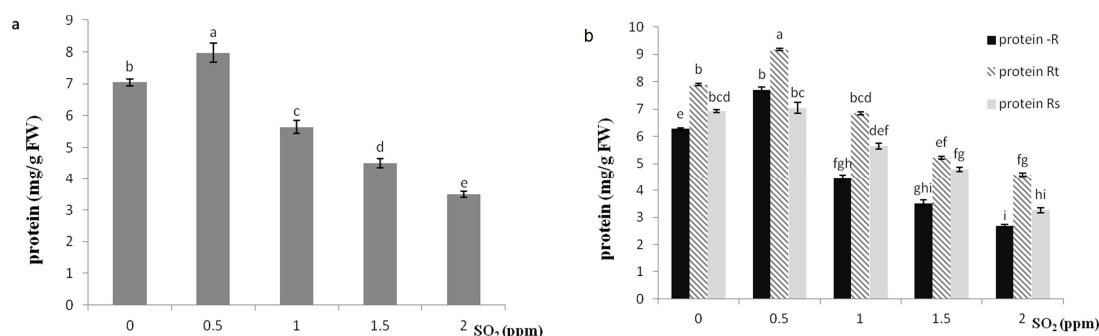 a
protein (mg/g FW)
9
8
7
6
5
4
3
2
1
0
b
a
c
d
e
0
0.5
1
1.5
2
SO2 (ppm)
b
protein (mg/g FW)
10
9
8
7
6
5
4
3
2
1
0
e
b
bcd
b
a
bc
fgh
bcd
def
ghi
ef
fg
i
fg
hi
0
0.5
1
1.5
2
SO2 (ppm)
protein -R
protein Rt
protein Rs